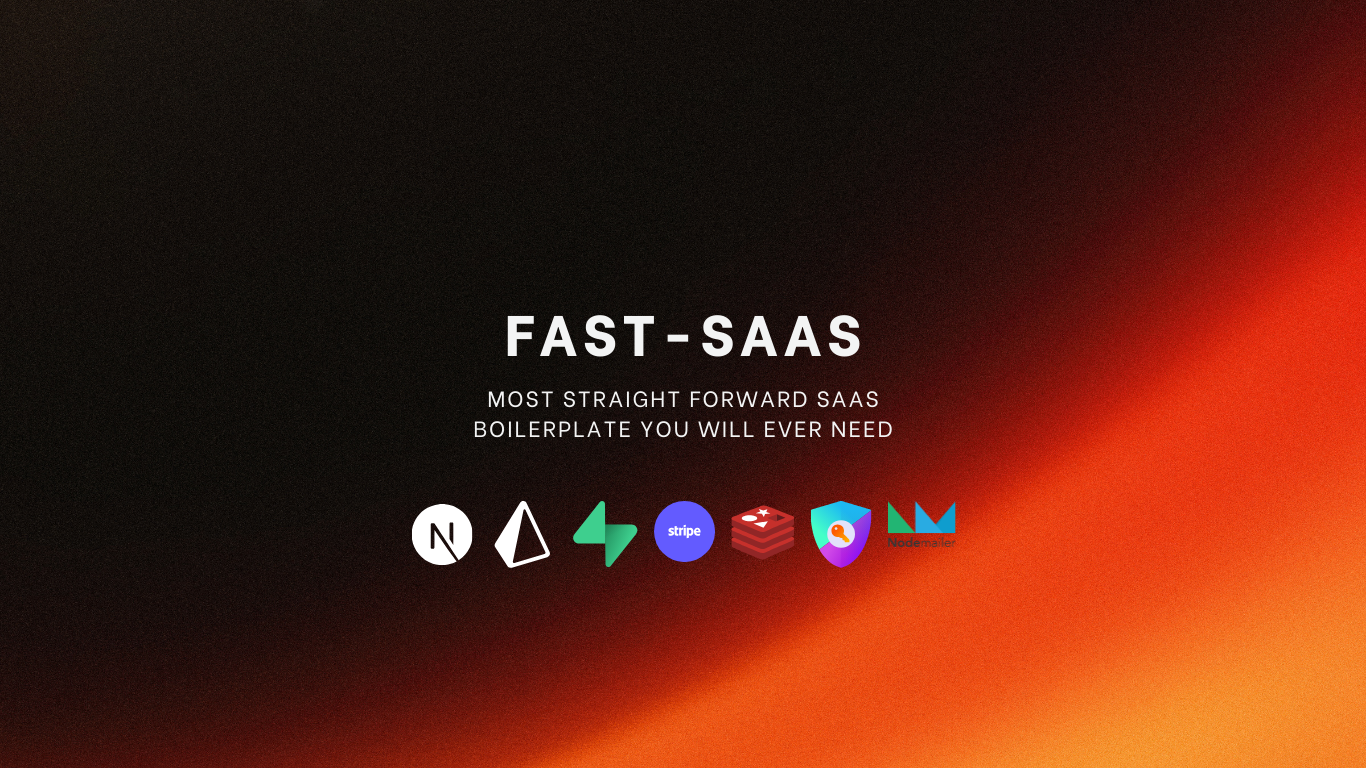 FAST-SAAS
MOST STRAIGHT FORWARD SAAS
BOILERPLATE YOU WILL EVER NEED
N
stripe
Nodemailer